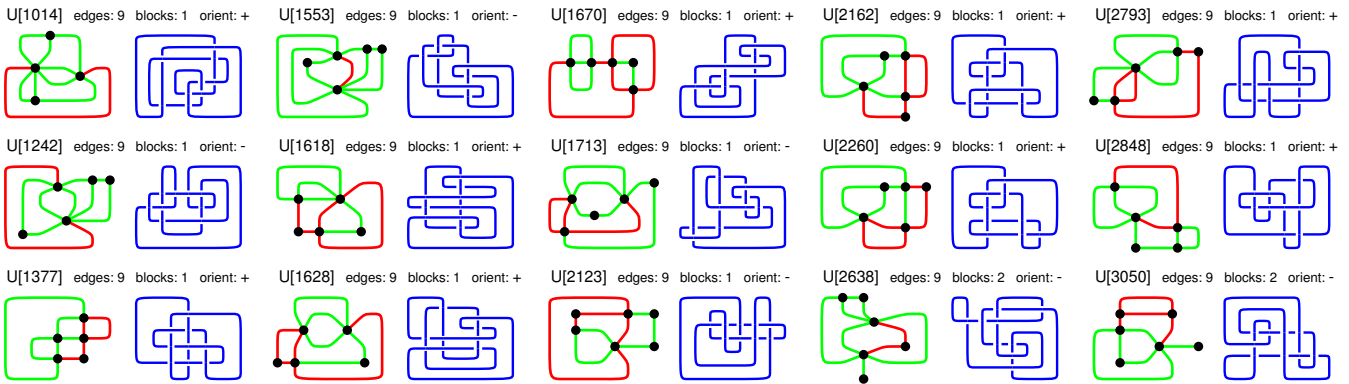 U[1014] edges: 9 blocks: 1 orient: +
U[1553] edges: 9 blocks: 1 orient: -
U[1670] edges: 9 blocks: 1 orient: +
U[2162] edges: 9 blocks: 1 orient: +
U[2793] edges: 9 blocks: 1 orient: +
U[1242] edges: 9 blocks: 1 orient: -
U[1618] edges: 9 blocks: 1 orient: +
U[1713] edges: 9 blocks: 1 orient: -
U[2260] edges: 9 blocks: 1 orient: +
U[2848] edges: 9 blocks: 1 orient: +
U[1377] edges: 9 blocks: 1 orient: +
U[1628] edges: 9 blocks: 1 orient: +
U[2123] edges: 9 blocks: 1 orient: -
U[2638] edges: 9 blocks: 2 orient: -
U[3050] edges: 9 blocks: 2 orient: -